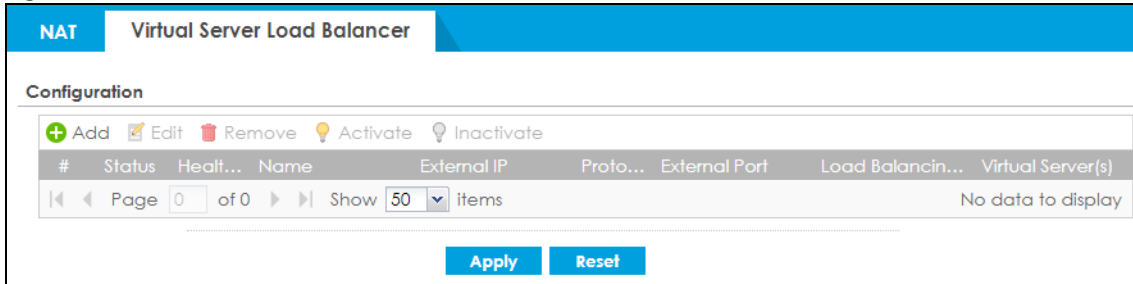 NAT Virtual Server Load Balancer
Configuration
Add Edit Remove Activate Inactivate
# Status Healt... Name External IP Proto... External Port Load Balancin... Virtual Server(s)
Page 0 of 0 Show 50 items No data to display
Apply Reset